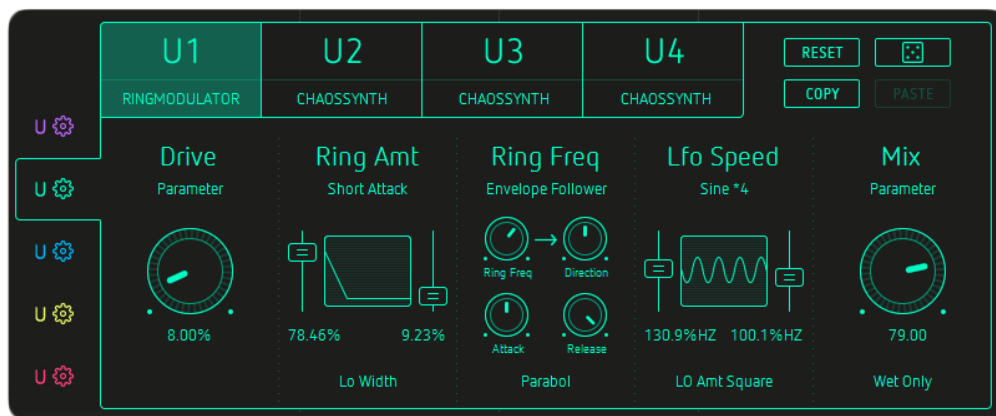 U1 U2 U3 U4
RINGMODULATOR CHAOSSYNTH CHAOSSYNTH CHAOSSYNTH
RESET
COPY PASTE
U
U
U
U
U
Drive Ring Amt Ring Freq Lfo Speed Mix
Parameter Short Attack Envelope Follower Sine *4 Parameter
Ring Freq Direction
8.00% 78.46% 9.23% 130.9%HZ 100.1%HZ 79.00
Attack Release
Lo Width Parabol LO Amt Square Wet Only